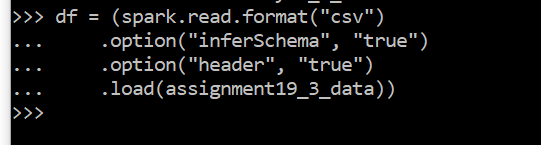 >>> df = (spark.read.format("csv")
...     .option("inferSchema", "true")
...     .option("header", "true")
...     .load(assignment19_3_data))
>>>